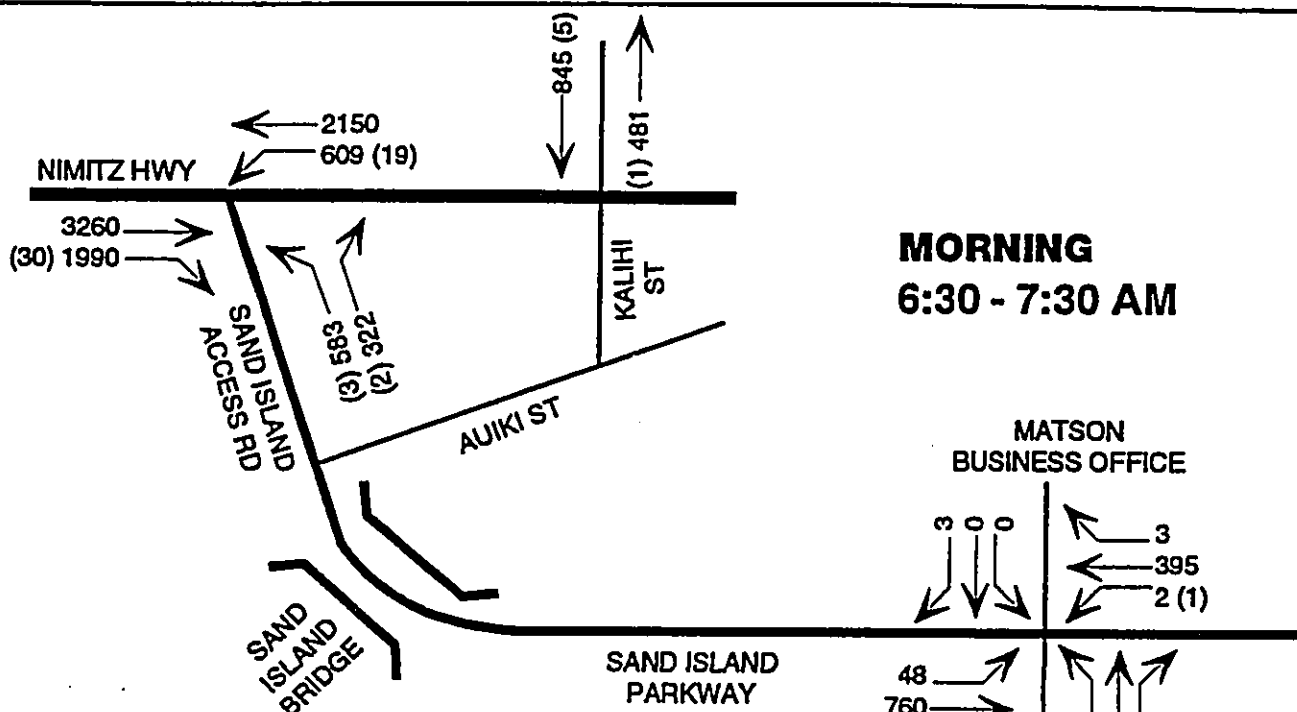 845 (5)
(1) 481
2150
609 (19)
NIMITZ HWY
3260
(30) 1990
KALIHI
ST
MORNING
6:30 - 7:30 AM
SAND ISLAND
ACCESS RD
(3) 583
(2) 322
AUIKI ST
MATSON
BUSINESS OFFICE
3 0 0
3
395
2 (1)
SAND
ISLAND
BRIDGE
SAND ISLAND
PARKWAY
48
760